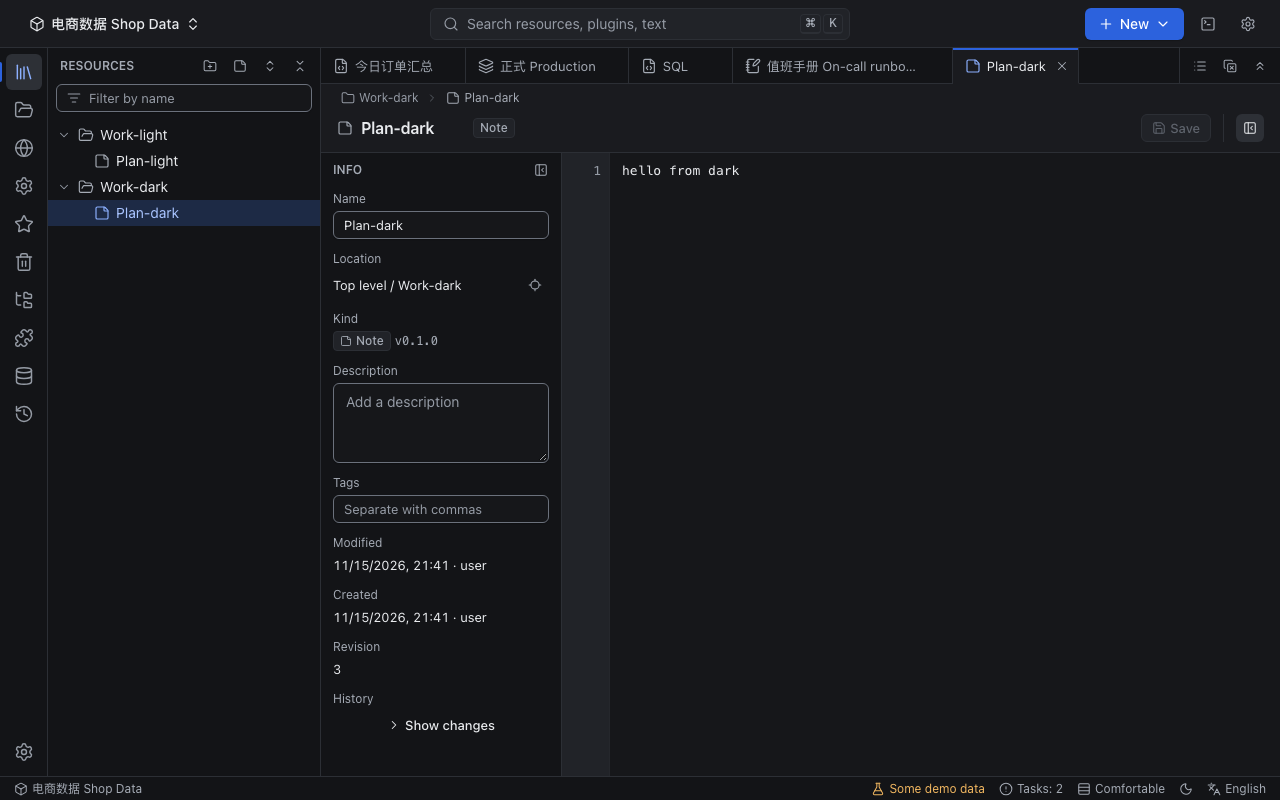 电商数据 Shop Data
Search resources, plugins, text ⌘ K
New
RESOURCES
Filter by name
Work-light
Plan-light
Work-dark
Plan-dark
今日订单汇总
正式 Production
SQL
值班手册 On-call runbo...
Plan-dark
Work-dark
Plan-dark
Plan-dark
Note
Save
INFO
Name
Plan-dark
Location
Top level / Work-dark
Kind
Note v0.1.0
Description
Add a description
Tags
Separate with commas
Modified
11/15/2026, 21:41 · user
Created
11/15/2026, 21:41 · user
Revision
3
History
Show changes
1 hello from dark
电商数据 Shop Data
Some demo data
Tasks: 2
Comfortable
English